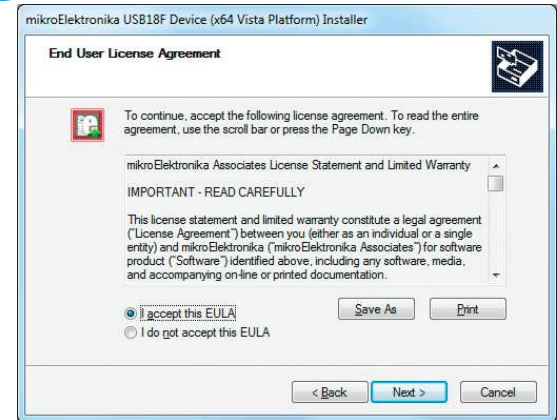 mikroElektronika USB18F Device (x64 Vista Platform) Installer
End User License Agreement
To continue, accept the following license agreement. To read the entire
agreement, use the scroll bar or press the Page Down key.
mikroElektronika Associates License Statement and Limited Warranty
IMPORTANT - READ CAREFULLY
This license statement and limited warranty constitute a legal agreement
("License Agreement") between you (either as an individual or a single
entity) and mikroElektronika ("mikroElektronika Associates") for software
product ("Software") identified above, including any software, media,
and accompanying on-line or printed documentation.
I accept this EULA
Save As
Print
I do not accept this EULA
< Back
Next >
Cancel